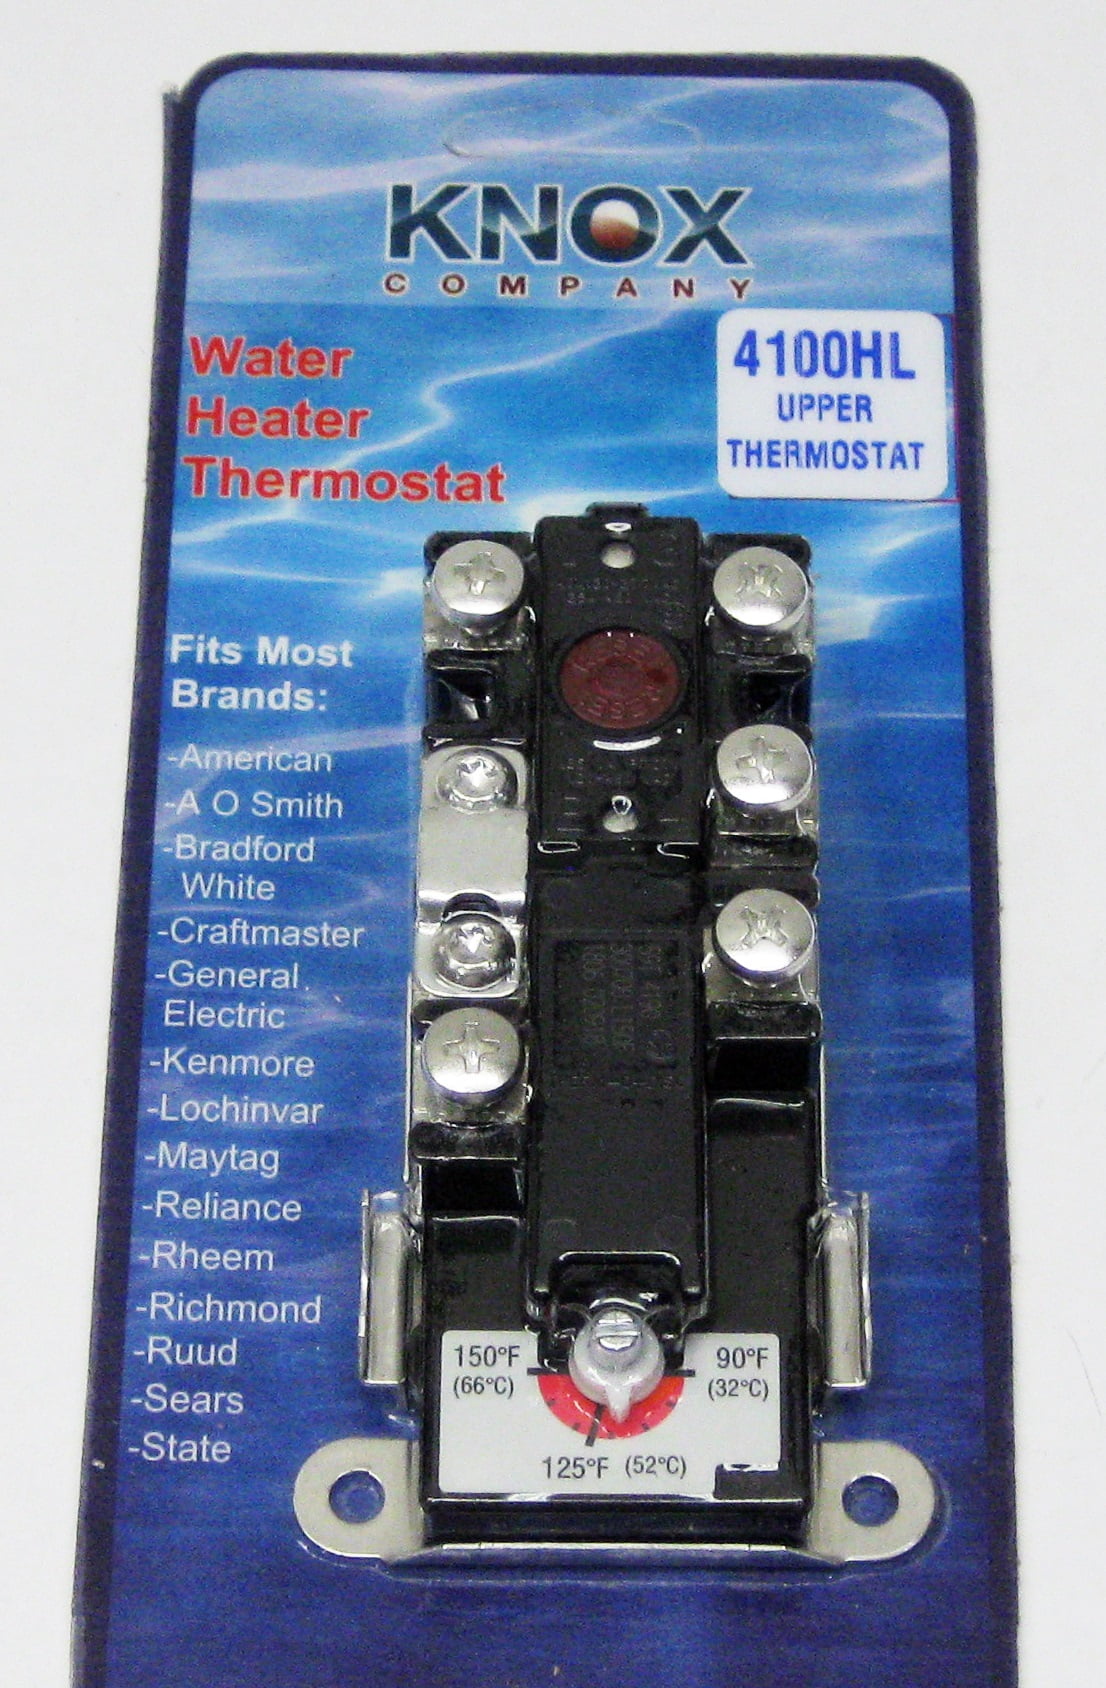 KNOX
COMPANY
Water
Heater
Thermostat
4100HL
UPPER
THERMOSTAT
Fits Most
Brands:
-American
-A O Smith
-Bradford
White
-Craftmaster
-General
Electric
-Kenmore
-Lochinvar
-Maytag
-Reliance
-Rheem
-Richmond
-Ruud
-Sears
-State
150°F
(66°C)
90°F
(32°C)
125°F (52°C)